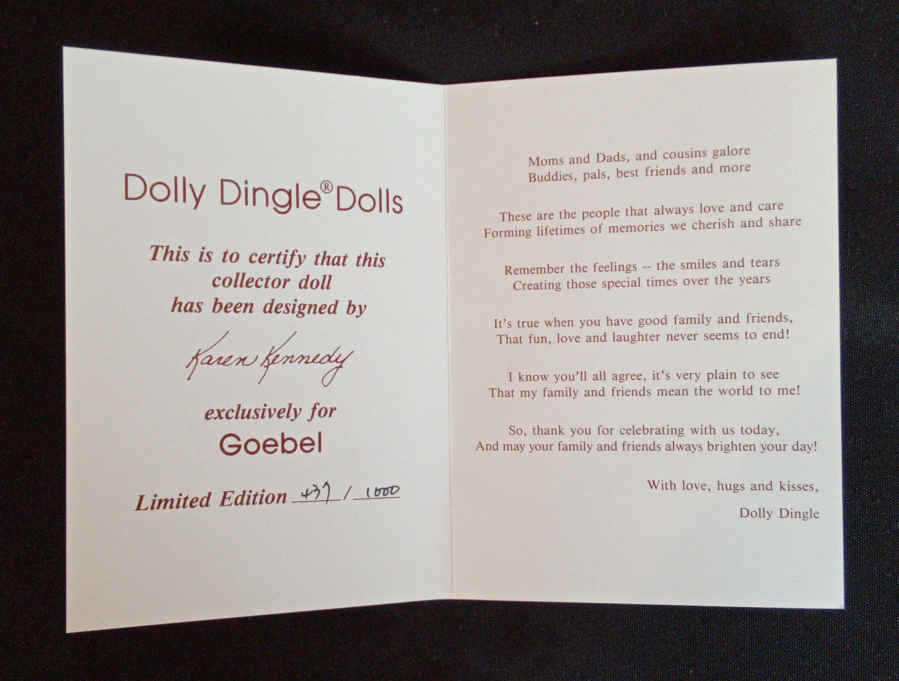 Dolly Dingle® Dolls
This is to certify that this
collector doll
has been designed by
Karen Kennedy
exclusively for
Goebel
Limited Edition 437 / 1000
Moms and Dads, and cousins galore
Buddies, pals, best friends and more
These are the people that always love and care
Forming lifetimes of memories we cherish and share
Remember the feelings -- the smiles and tears
Creating those special times over the years
It's true when you have good family and friends,
That fun, love and laughter never seems to end!
I know you'll all agree, it's very plain to see
That my family and friends mean the world to me!
So, thank you for celebrating with us today,
And may your family and friends always brighten your day!
With love, hugs and kisses,
Dolly Dingle